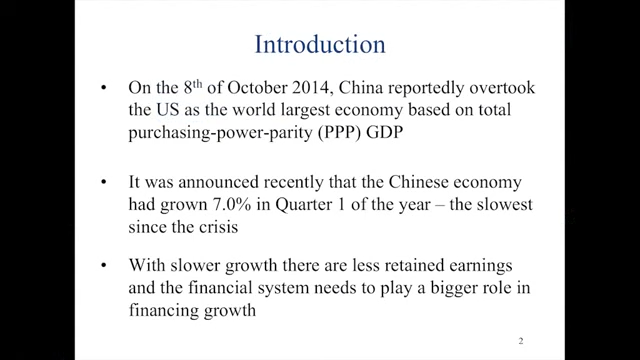 Introduction
• On the 8th of October 2014, China reportedly overtook
the US as the world largest economy based on total
purchasing-power-parity (PPP) GDP
• It was announced recently that the Chinese economy
had grown 7.0% in Quarter 1 of the year – the slowest
since the crisis
• With slower growth there are less retained earnings
and the financial system needs to play a bigger role in
financing growth
2